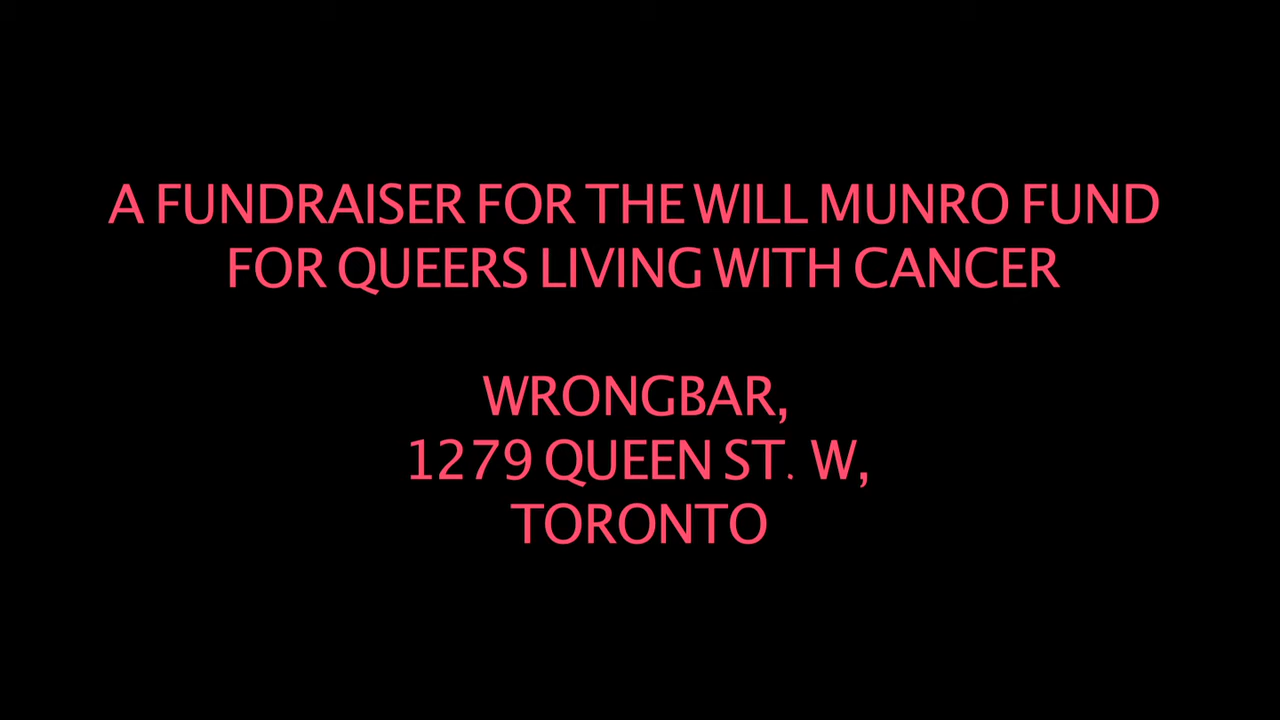 A FUNDRAISER FOR THE WILL MUNRO FUND
FOR QUEERS LIVING WITH CANCER
WRONGBAR,
1279 QUEEN ST. W,
TORONTO